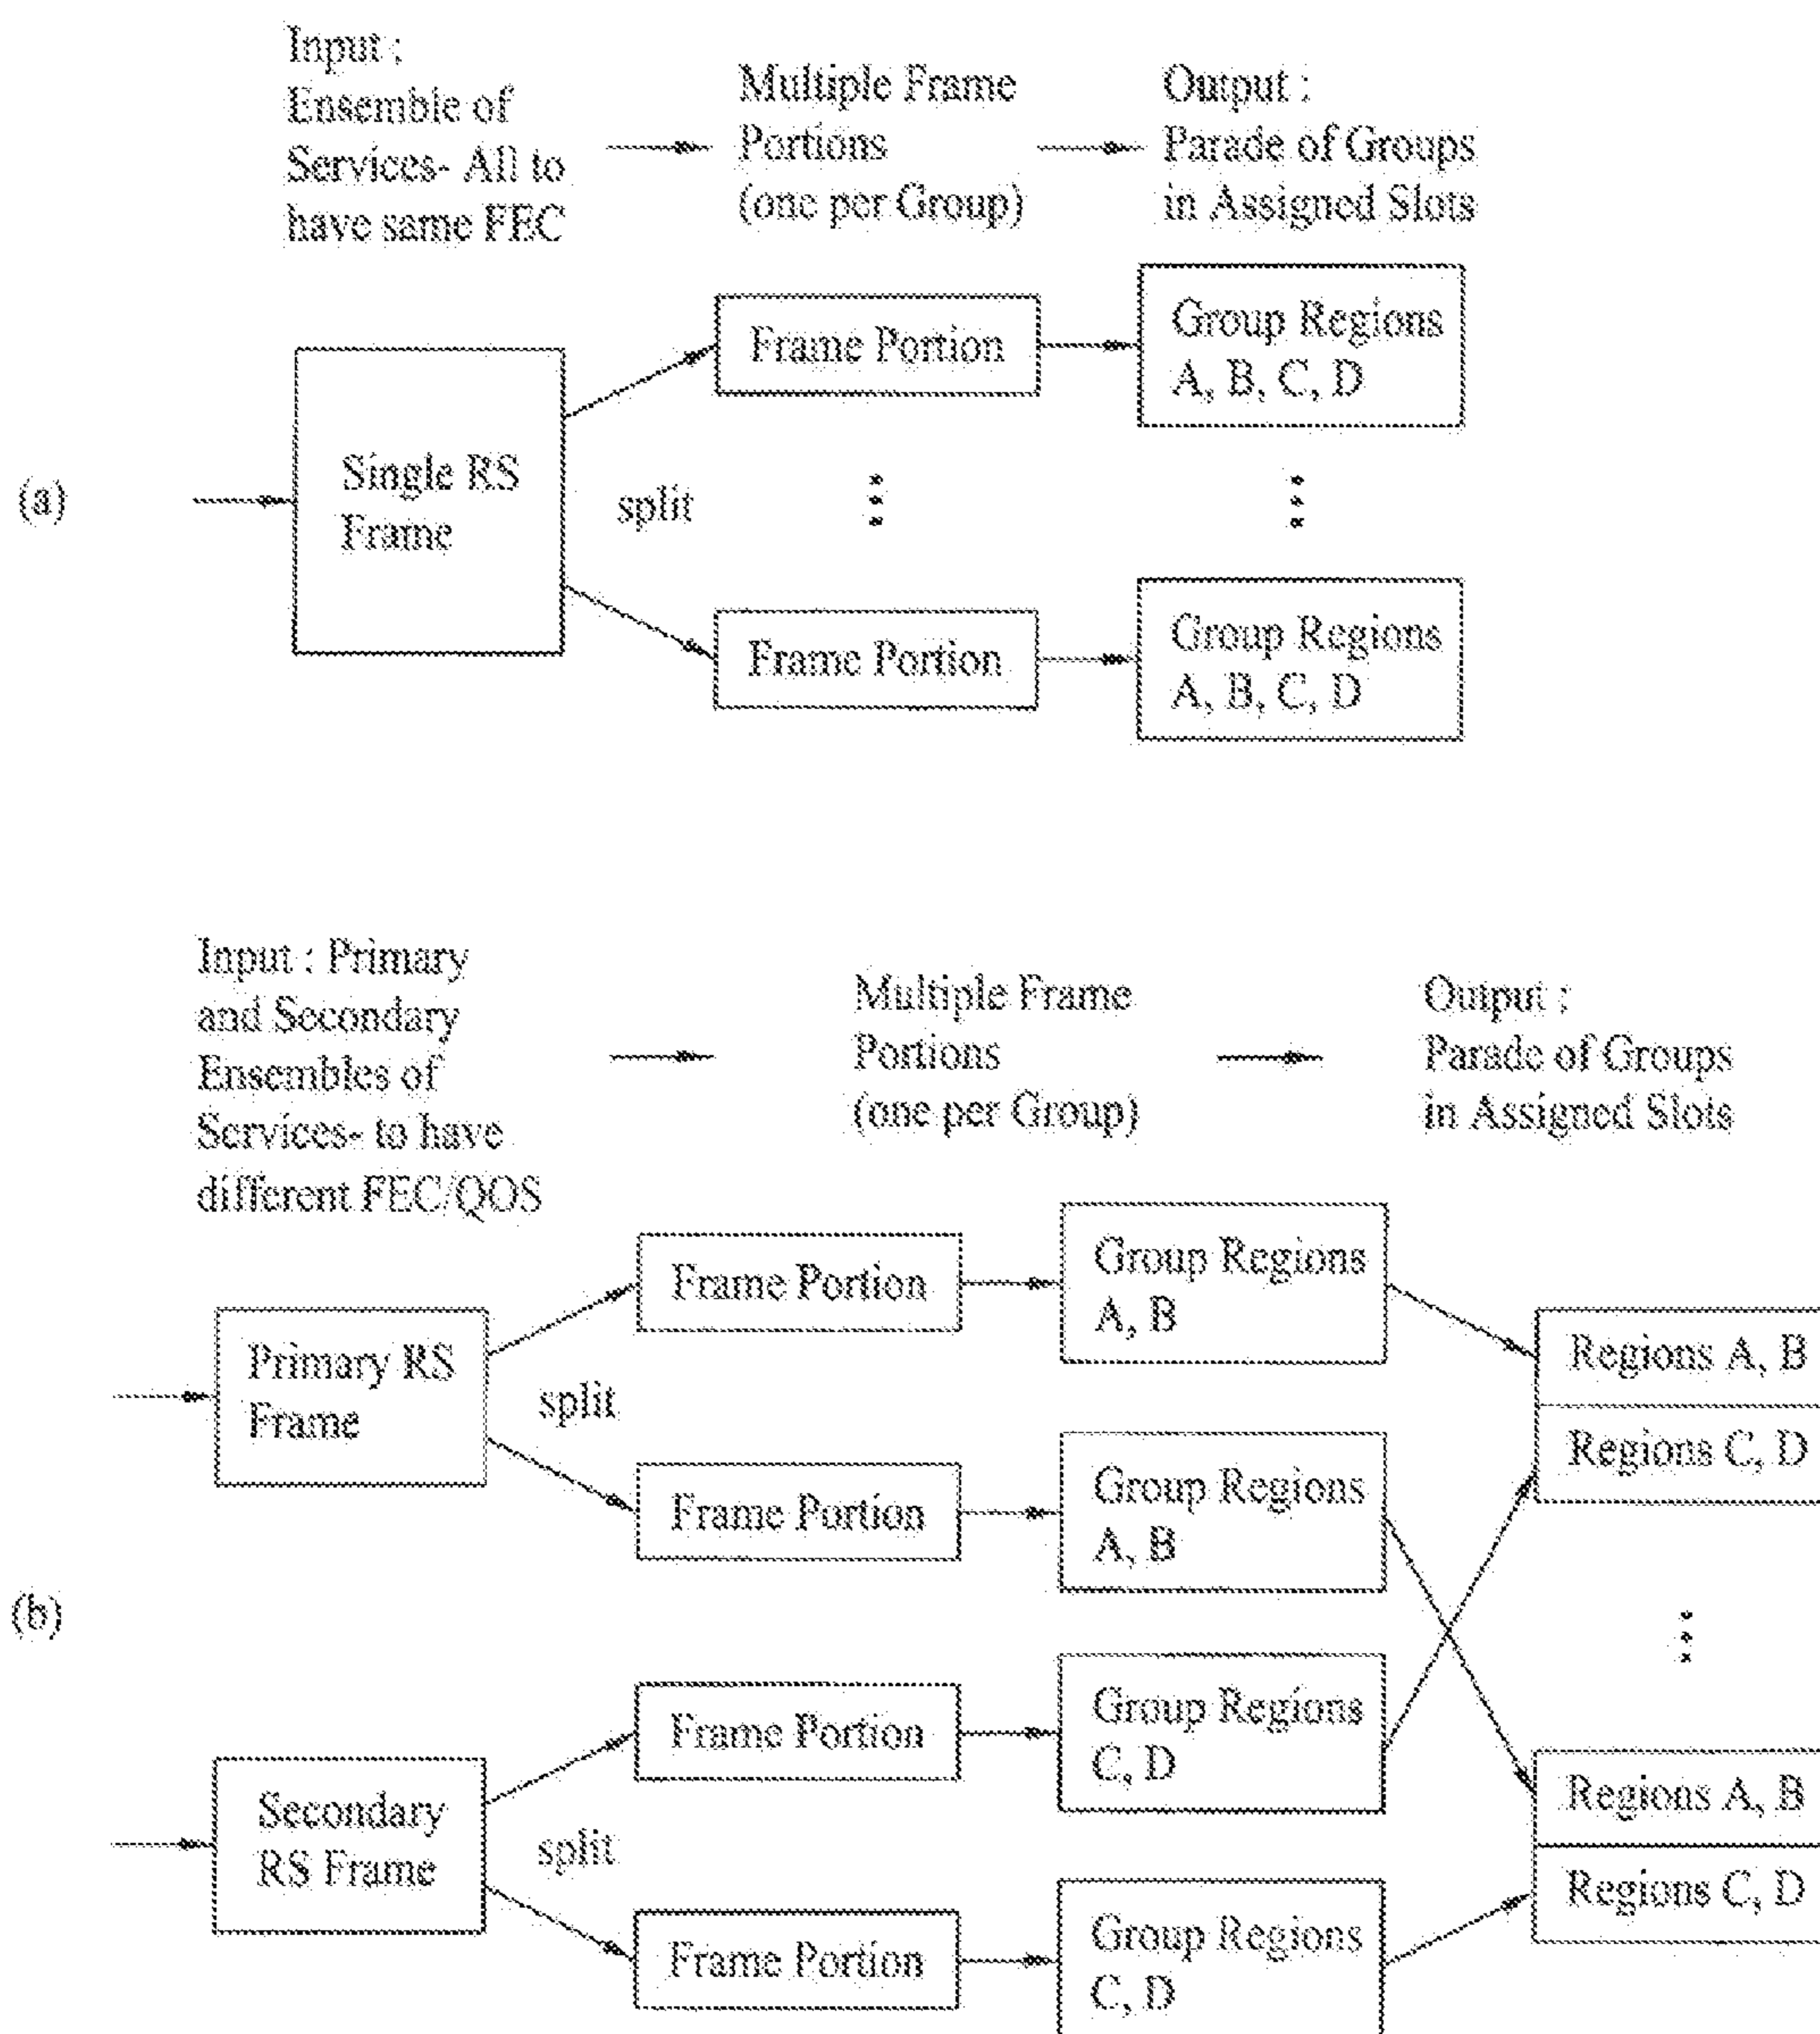 Input :
Ensemble of
Services- All to
have same FEC
Multiple Frame
Portions
(one per Group)
Output :
Parade of Groups
in Assigned Slots
(a)
Single RS
Frame
split
Frame Portion
Group Regions
A, B, C, D
Frame Portion
Group Regions
A, B, C, D
Input : Primary
and Secondary
Ensembles of
Services- to have
different FEC/QOS
Multiple Frame
Portions
(one per Group)
Output :
Parade of Groups
in Assigned Slots
(b)
Primary RS
Frame
split
Frame Portion
Group Regions
A, B
Frame Portion
Group Regions
A, B
Regions A, B
Regions C, D
Secondary
RS Frame
split
Frame Portion
Group Regions
C, D
Frame Portion
Group Regions
C, D
Regions A, B
Regions C, D